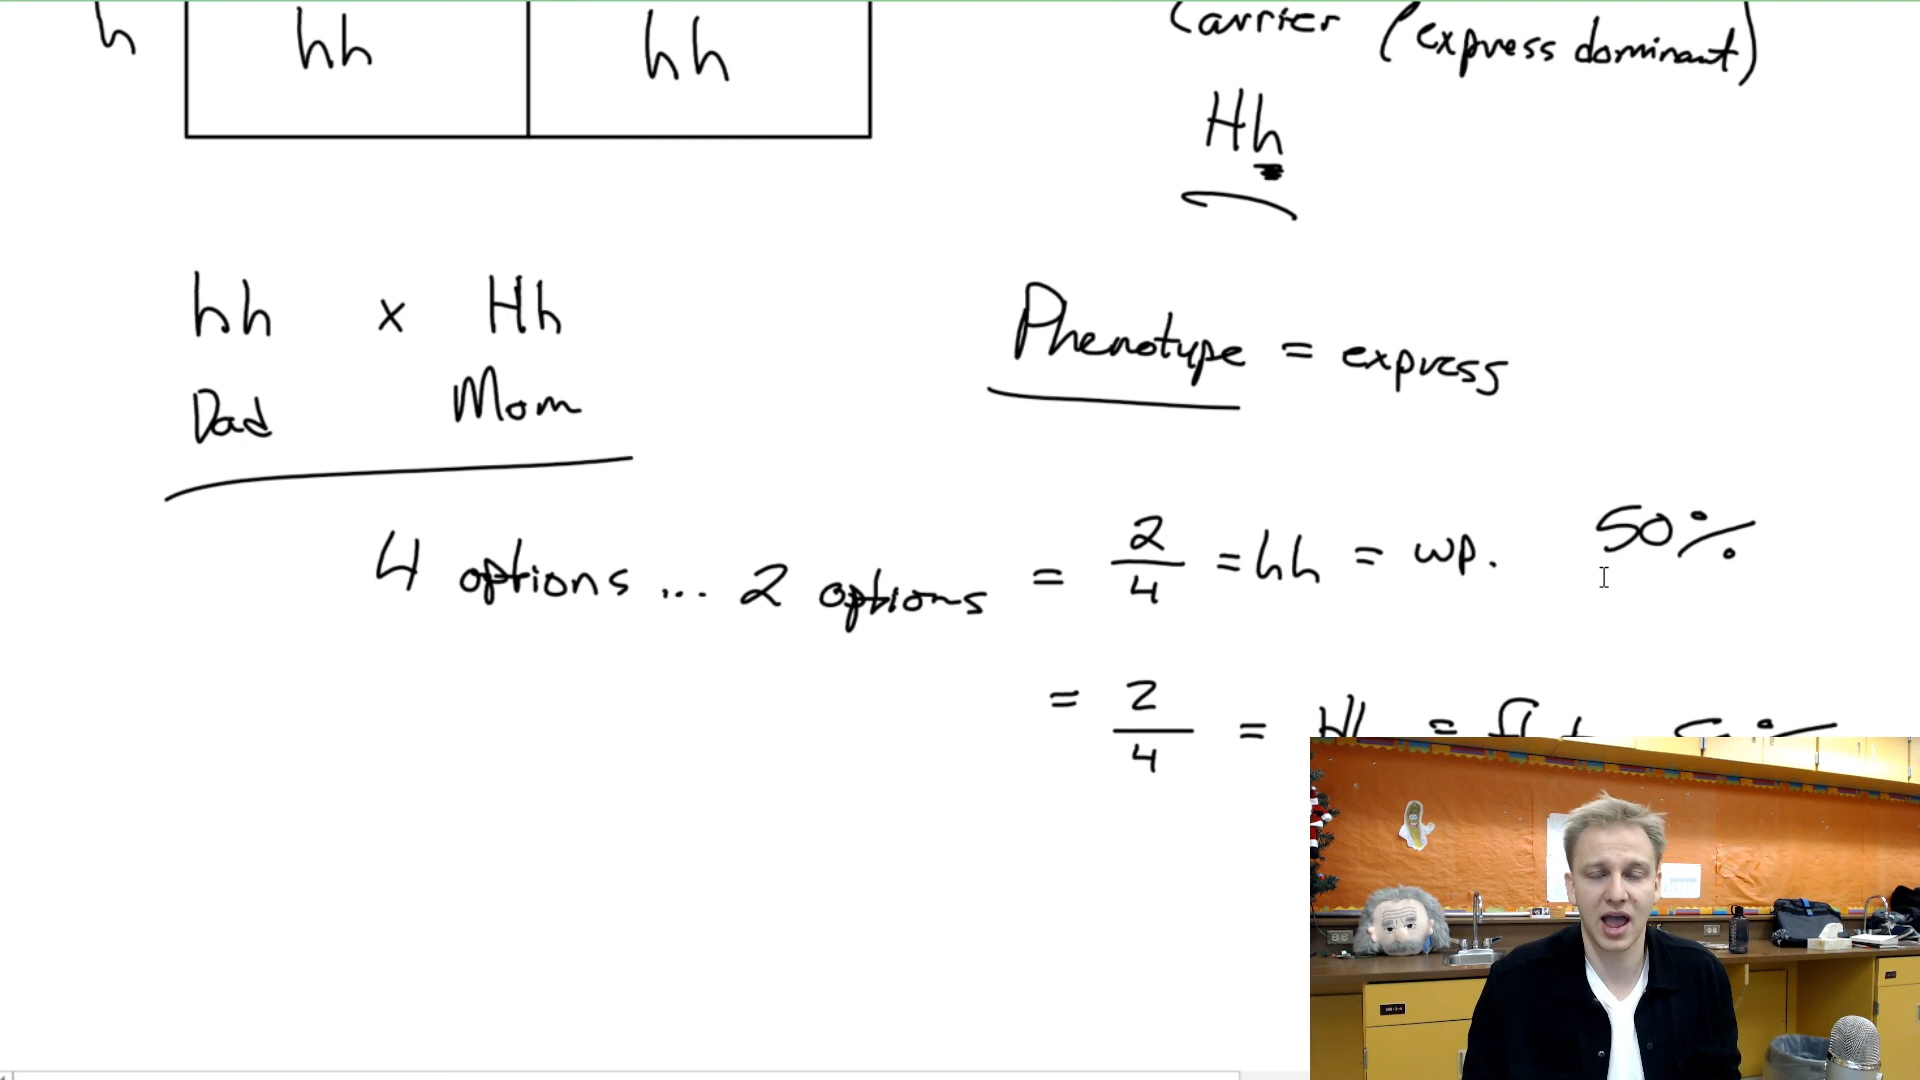 h hh hh
Carrier (express dominant)
Hh
hh x Hh
Dad Mom
Phenotype = express
4 options ... 2 options = 2/4 = hh = wp. 50%
= 2/4 =